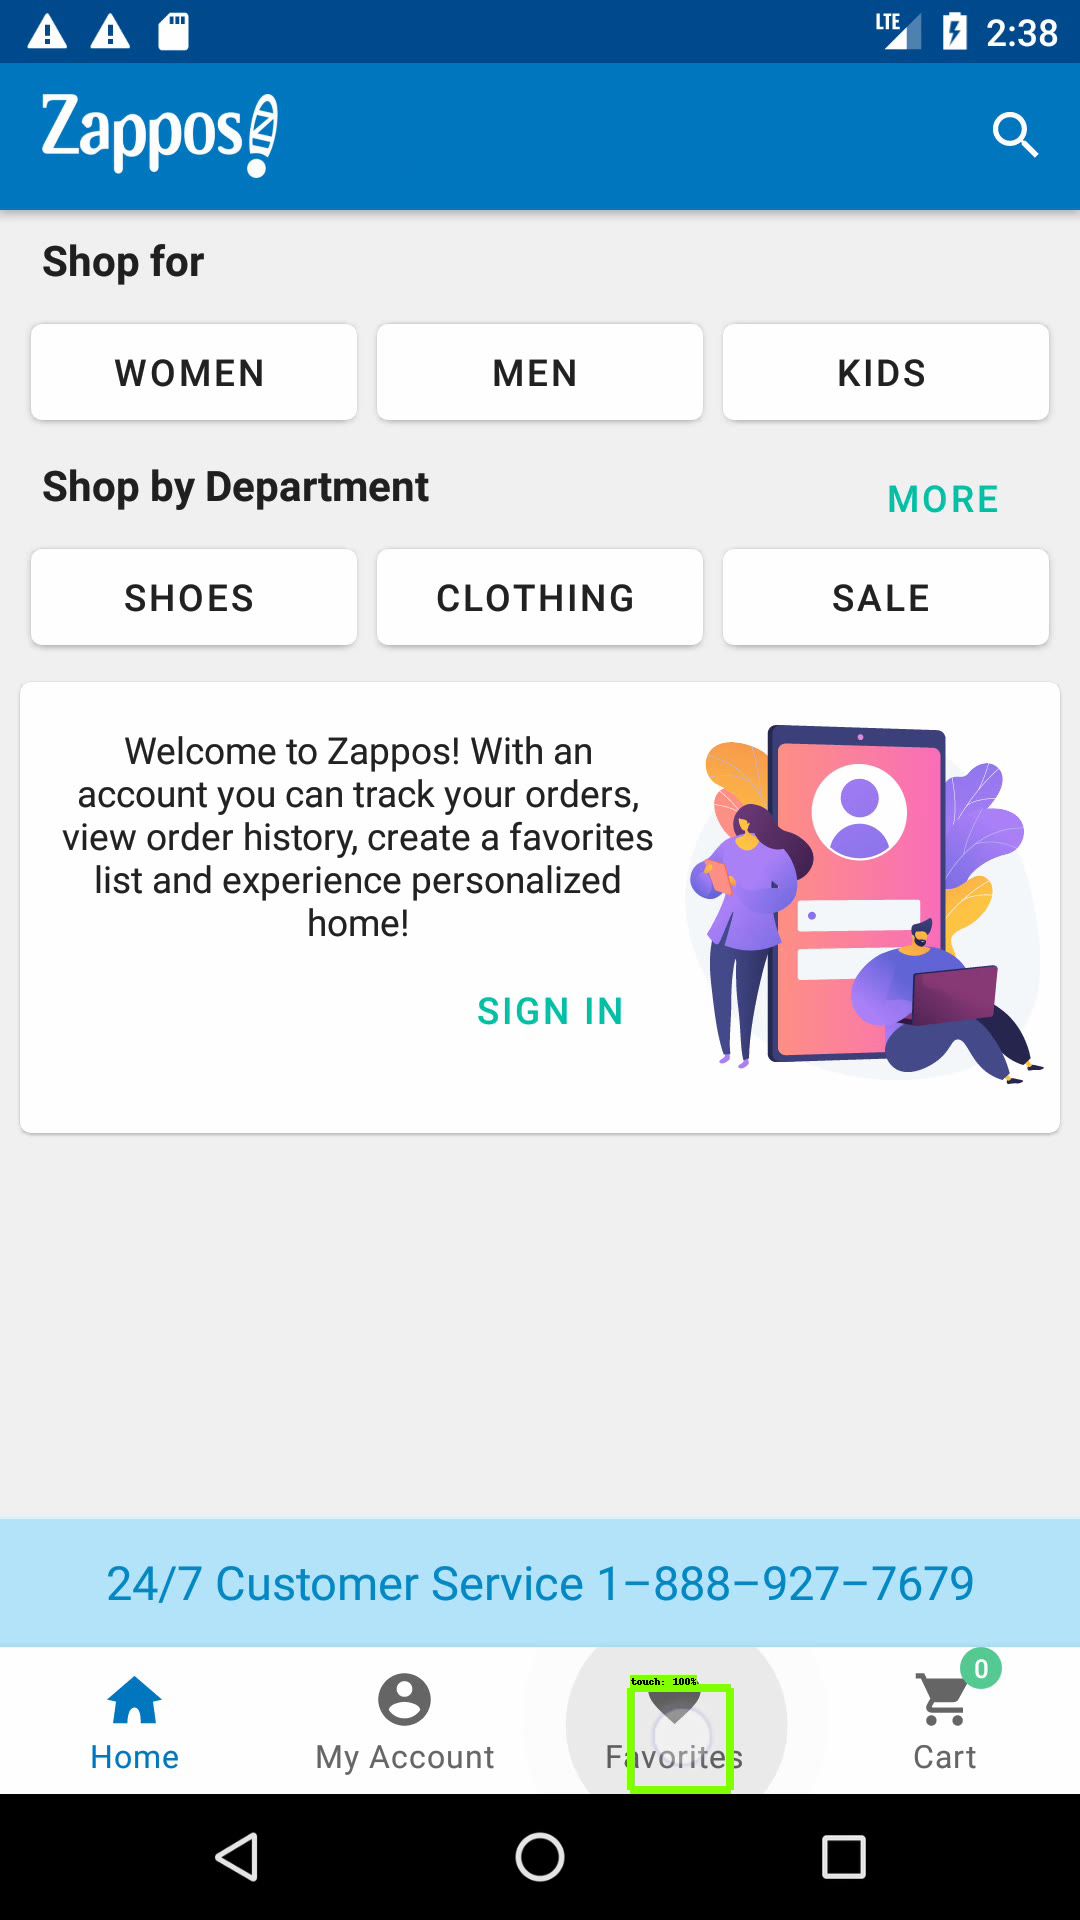 LTE 2:38
Zappos
Shop for
WOMEN MEN KIDS
Shop by Department
MORE
SHOES CLOTHING SALE
Welcome to Zappos! With an
account you can track your orders,
view order history, create a favorites
list and experience personalized
home!
SIGN IN
24/7 Customer Service 1-888-927-7679
0
touch: 100%
Home My Account Favorites Cart